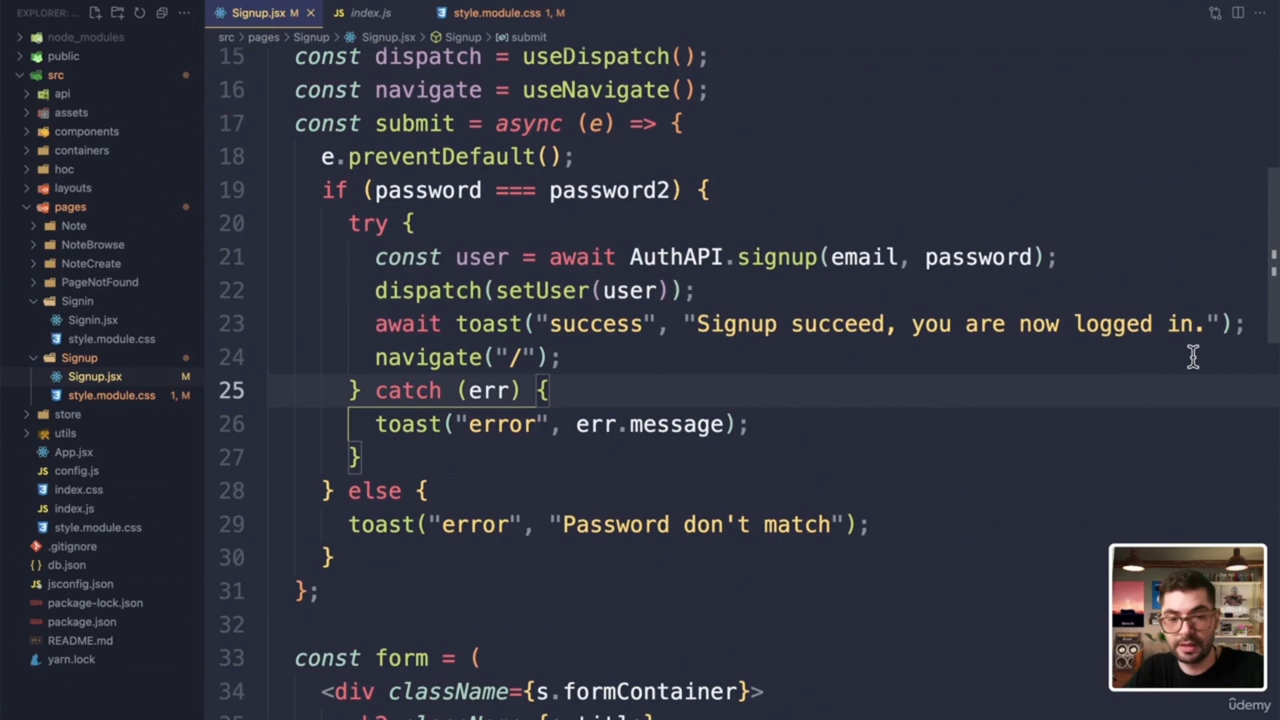 EXPLORER: ...
node_modules
public
src
api
assets
components
containers
hoc
layouts
pages
Note
NoteBrowse
NoteCreate
PageNotFound
Signin
Signin.jsx
style.module.css
Signup
Signup.jsx M
style.module.css 1, M
store
utils
App.jsx
JS config.js
index.css
JS index.js
style.module.css
.gitignore
db.json
jsconfig.json
package-lock.json
package.json
README.md
yarn.lock
Signup.jsx M
JS index.js
style.module.css 1, M
src > pages > Signup > Signup.jsx > Signup > submit
15 const dispatch = useDispatch();
16 const navigate = useNavigate();
17 const submit = async (e) => {
18 e.preventDefault();
19 if (password === password2) {
20 try {
21 const user = await AuthAPI.signup(email, password);
22 dispatch(setUser(user));
23 await toast("success", "Signup succeed, you are now logged in.");
24 navigate("/");
25 } catch (err) {
26 toast("error", err.message);
27 }
28 } else {
29 toast("error", "Password don't match");
30 }
31 };
32
33 const form = (
34 <div className={s.formContainer}>
ûdemy